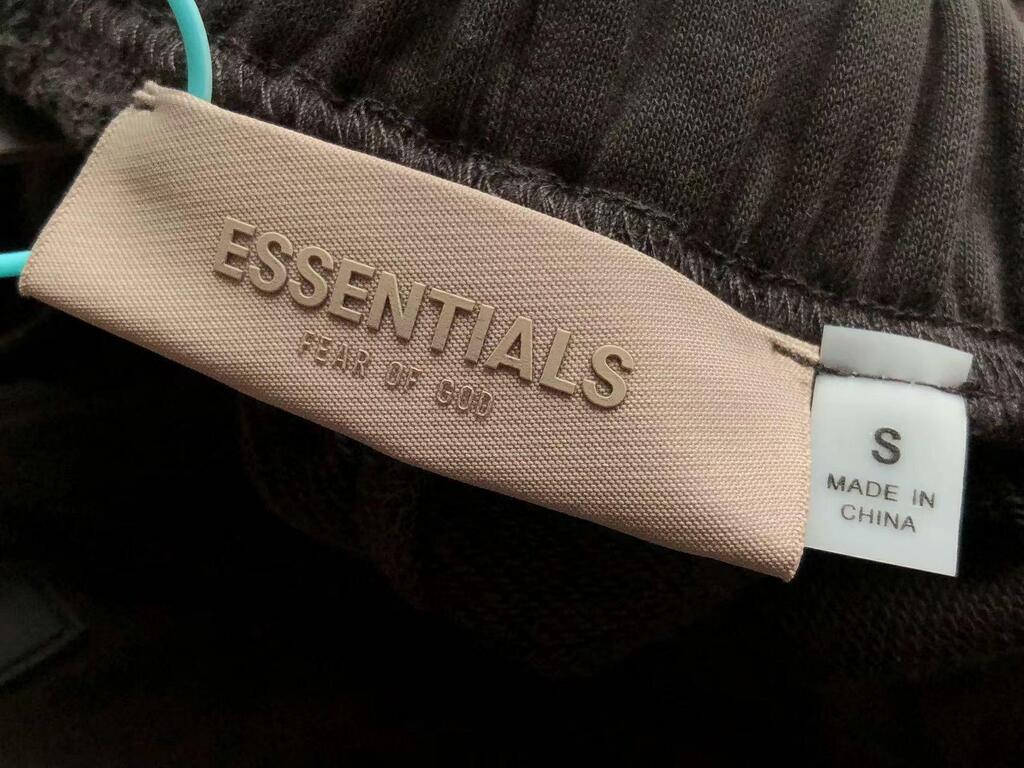 ESSENTIALS
FEAR OF GOD
S
MADE IN
CHINA